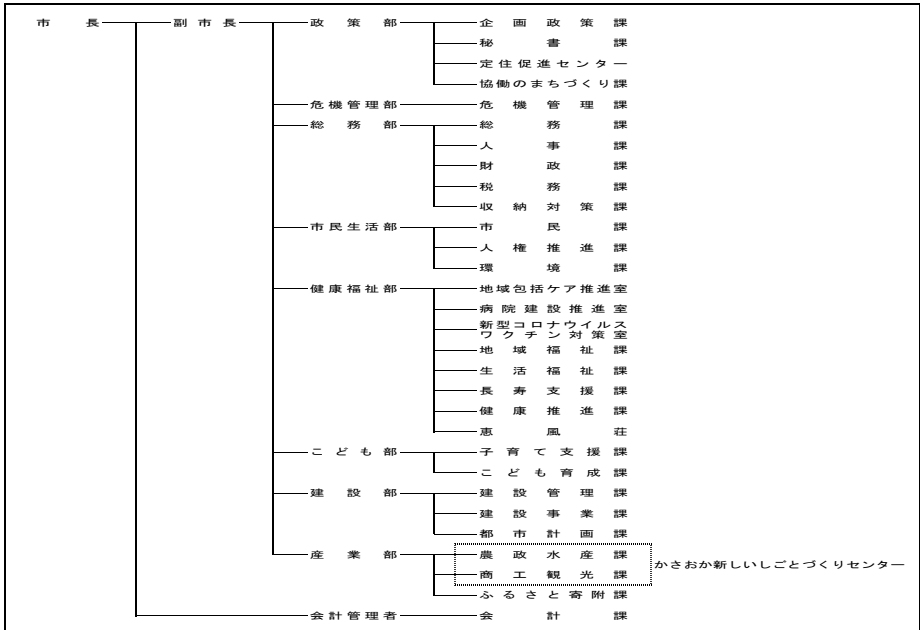 市長 副市長 政策部 企画政策課
秘書課
定住促進センター
協働のまちづくり課
危機管理部 危機管理課
総務部 総務課
人事課
財政課
税務課
収納対策課
市民生活部 市民課
人権推進課
環境課
健康福祉部 地域包括ケア推進室
病院建設推進室
新型コロナウイルス
ワクチン対策室
地域福祉課
生活福祉課
長寿支援課
健康推進課
恵風荘
こども部 子育て支援課
こども育成課
建設部 建設管理課
建設事業課
都市計画課
産業部 農政水産課
かさおか新しいしごとづくりセンター
商工観光課
ふるさと寄附課
会計管理者 会計課